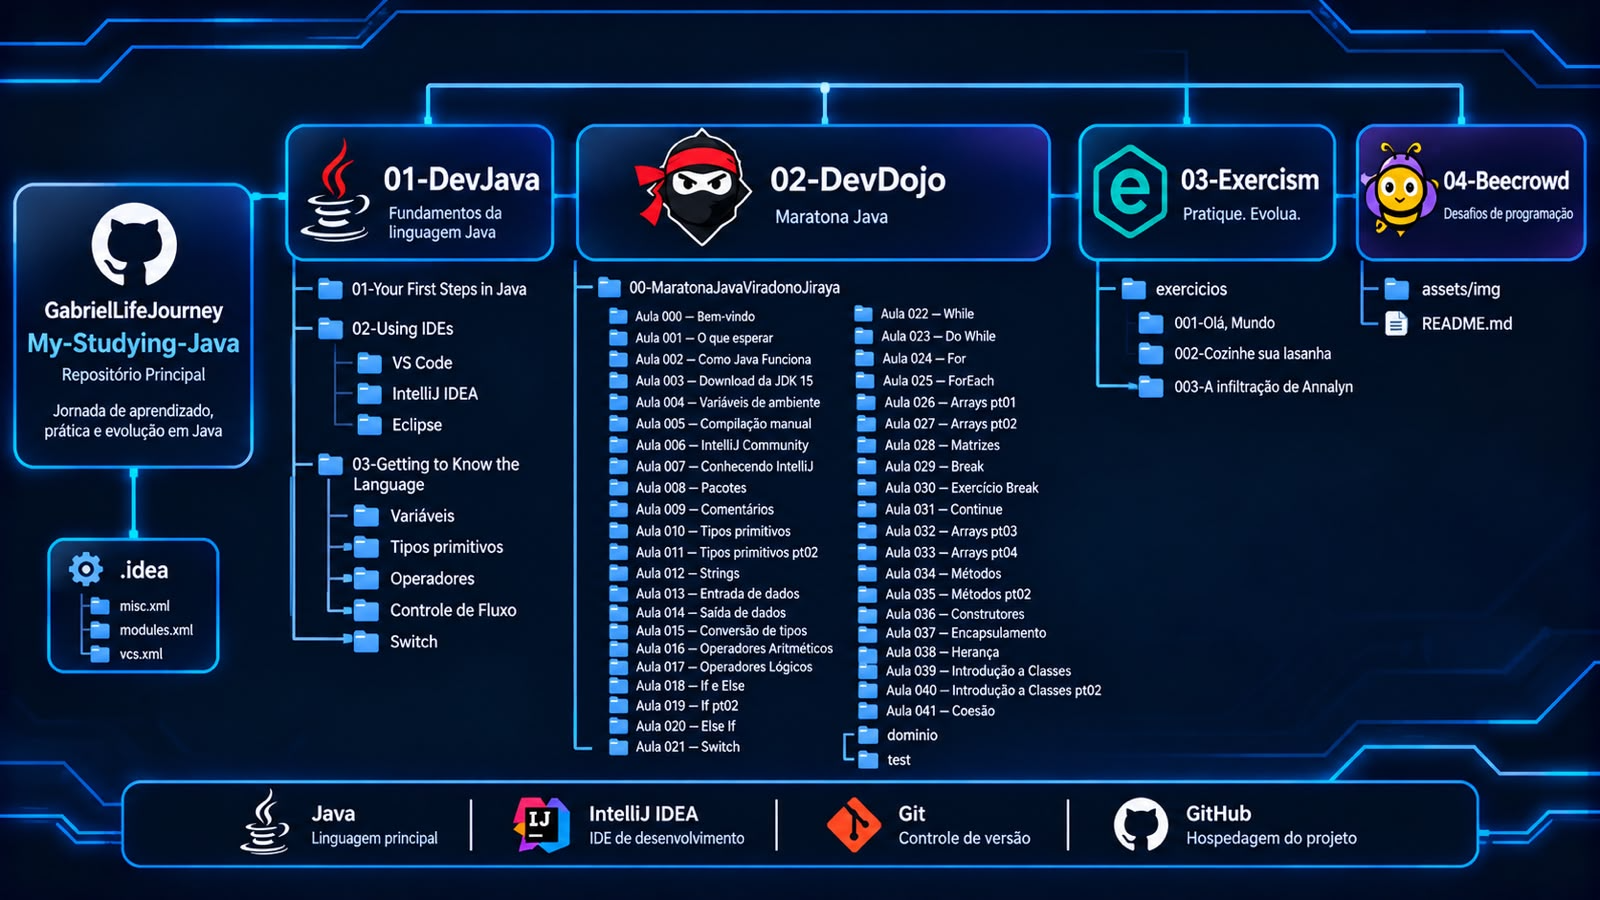 GabrielLifeJourney
My-Studying-Java
Repositório Principal
Jornada de aprendizado,
prática e evolução em Java
.idea
misc.xml
modules.xml
vcs.xml
01-DevJava
Fundamentos da
linguagem Java
01-Your First Steps in Java
02-Using IDEs
VS Code
IntelliJ IDEA
Eclipse
03-Getting to Know the
Language
Variáveis
Tipos primitivos
Operadores
Controle de Fluxo
Switch
02-DevDojo
Maratona Java
00-MaratonaJavaViradonoJiraya
Aula 000 – Bem-vindo
Aula 001 – O que esperar
Aula 002 – Como Java Funciona
Aula 003 – Download da JDK 15
Aula 004 – Variáveis de ambiente
Aula 005 – Compilação manual
Aula 006 – IntelliJ Community
Aula 007 – Conhecendo IntelliJ
Aula 008 – Pacotes
Aula 009 – Comentários
Aula 010 – Tipos primitivos
Aula 011 – Tipos primitivos pt02
Aula 012 – Strings
Aula 013 – Entrada de dados
Aula 014 – Saída de dados
Aula 015 – Conversão de tipos
Aula 016 – Operadores Aritméticos
Aula 017 – Operadores Lógicos
Aula 018 – If e Else
Aula 019 – If pt02
Aula 020 – Else If
Aula 021 – Switch
Aula 022 – While
Aula 023 – Do While
Aula 024 – For
Aula 025 – ForEach
Aula 026 – Arrays pt01
Aula 027 – Arrays pt02
Aula 028 – Matrizes
Aula 029 – Break
Aula 030 – Exercício Break
Aula 031 – Continue
Aula 032 – Arrays pt03
Aula 033 – Arrays pt04
Aula 034 – Métodos
Aula 035 – Métodos pt02
Aula 036 – Construtores
Aula 037 – Encapsulamento
Aula 038 – Herança
Aula 039 – Introdução a Classes
Aula 040 – Introdução a Classes pt02
Aula 041 – Coesão
dominio
test
e
03-Exercism
Pratique. Evolua.
exercicios
001-Olá, Mundo
002-Cozinhe sua lasanha
003-A infiltração de Annalyn
04-Beecrowd
Desafios de programação
assets/img
README.md
Java
Linguagem principal
IJ
IntelliJ IDEA
IDE de desenvolvimento
Git
Controle de versão
GitHub
Hospedagem do projeto